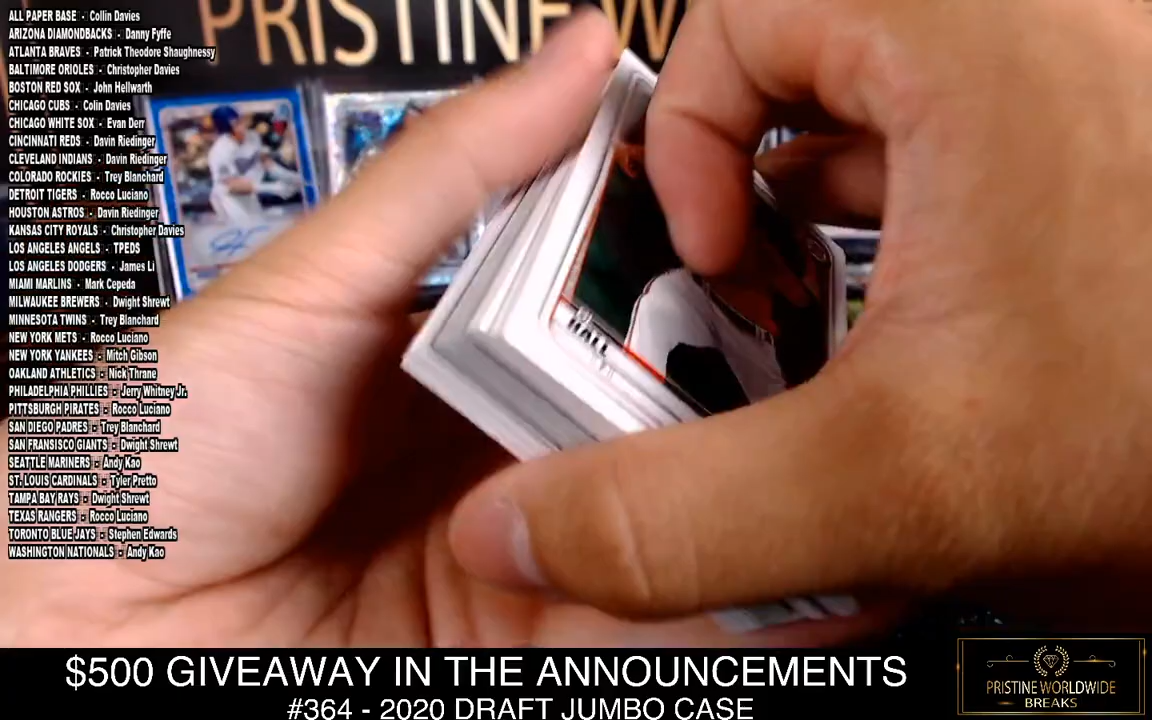 PRISTINE W
ALL PAPER BASE - Collin Davies
ARIZONA DIAMONDBACKS - Danny Fyffe
ATLANTA BRAVES - Patrick Theodore Shaughnessy
BALTIMORE ORIOLES - Christopher Davies
BOSTON RED SOX - John Hellwarth
CHICAGO CUBS - Colin Davies
CHICAGO WHITE SOX - Evan Derr
CINCINNATI REDS - Davin Riedinger
CLEVELAND INDIANS - Davin Riedinger
COLORADO ROCKIES - Trey Blanchard
DETROIT TIGERS - Rocco Luciano
HOUSTON ASTROS - Davin Riedinger
KANSAS CITY ROYALS - Christopher Davies
LOS ANGELES ANGELS - TPEDS
LOS ANGELES DODGERS - James Li
MIAMI MARLINS - Mark Cepeda
MILWAUKEE BREWERS - Dwight Shrewt
MINNESOTA TWINS - Trey Blanchard
NEW YORK METS - Rocco Luciano
NEW YORK YANKEES - Mitch Gibson
OAKLAND ATHLETICS - Nick Thrane
PHILADELPHIA PHILLIES - Jerry Whitney Jr.
PITTSBURGH PIRATES - Rocco Luciano
SAN DIEGO PADRES - Trey Blanchard
SAN FRANSISCO GIANTS - Dwight Shrewt
SEATTLE MARINERS - Andy Kao
ST. LOUIS CARDINALS - Tyler Pretto
TAMPA BAY RAYS - Dwight Shrewt
TEXAS RANGERS - Rocco Luciano
TORONTO BLUE JAYS - Stephen Edwards
WASHINGTON NATIONALS - Andy Kao
HALL
$500 GIVEAWAY IN THE ANNOUNCEMENTS
#364 - 2020 DRAFT JUMBO CASE
PRISTINE WORLDWIDE
BREAKS